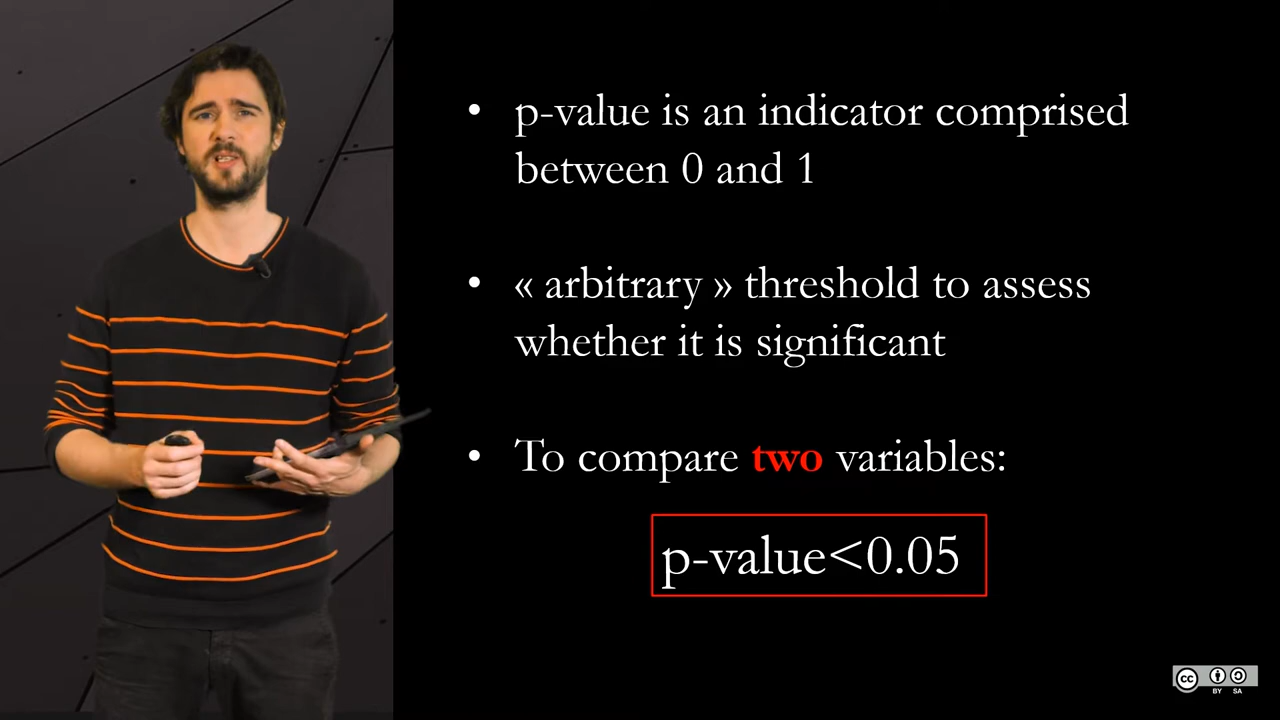 • p-value is an indicator comprised
between 0 and 1
• « arbitrary » threshold to assess
whether it is significant
• To compare two variables:
p-value<0.05
cc
BY SA